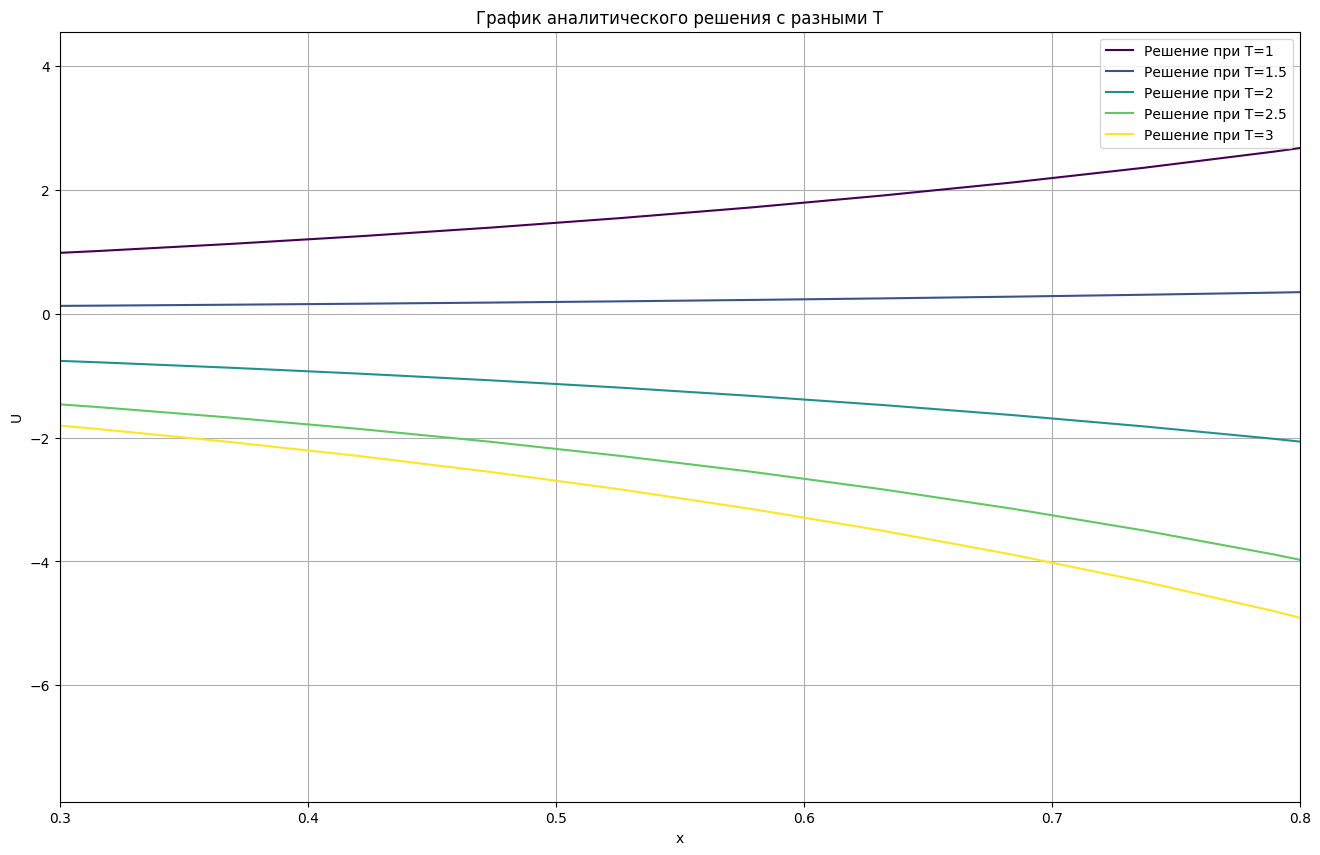 График аналитического решения с разными T
Решение при T=1
Решение при T=1.5
Решение при T=2
Решение при T=2.5
Решение при T=3
4
2
0
−2
−4
−6
U
0.3
0.4
0.5
0.6
0.7
0.8
x